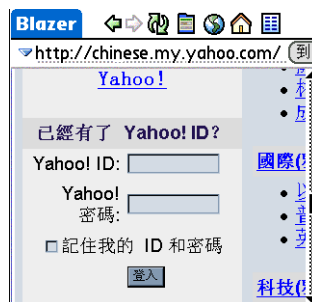 Blazer
http://chinese.my.yahoo.com/ 到
Yahoo!
已經有了 Yahoo! ID?
Yahoo! ID:
Yahoo!
密碼:
記住我的 ID 和密碼
登入
國際(
科技(